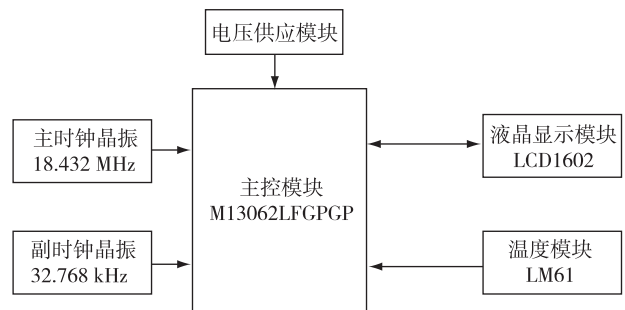 电压供应模块
主时钟晶振
18.432 MHz
主控模块
M13062LFGPGP
液晶显示模块
LCD1602
副时钟晶振
32.768 kHz
温度模块
LM61